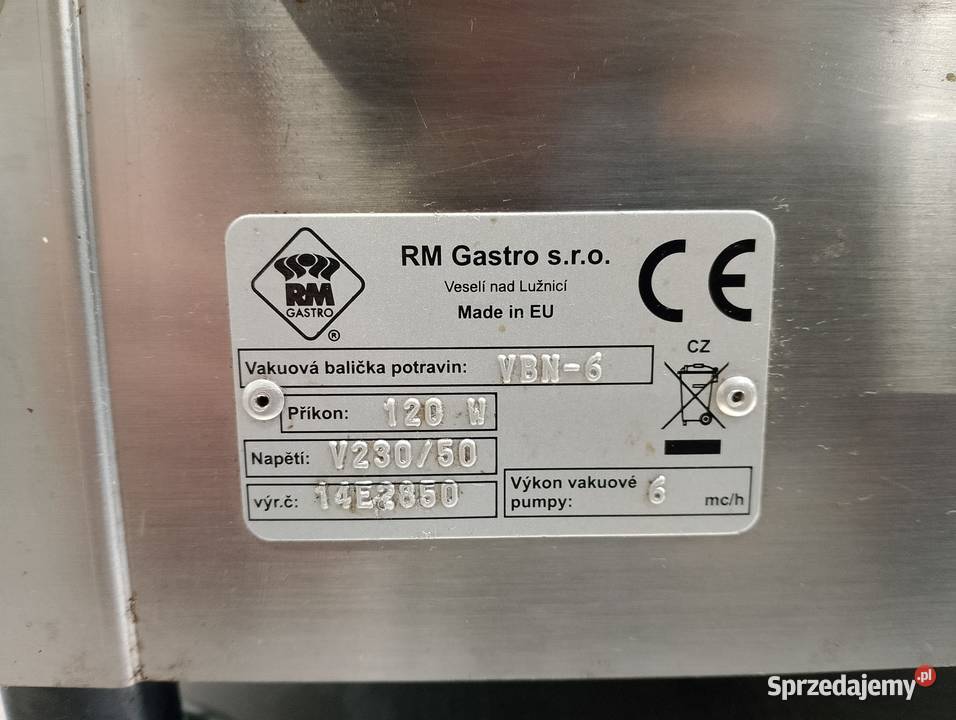 RM
GASTRO
®
RM Gastro s.r.o.
Veselí nad Lužnicí
Made in EU
CE
CZ
Vakuová balička potravin: VBN-6
Příkon: 120 W
Napětí: V230/50
výr.č: 14E2850
Výkon vakuové
pumpy: 6 mc/h
Sprzedajemy.pl